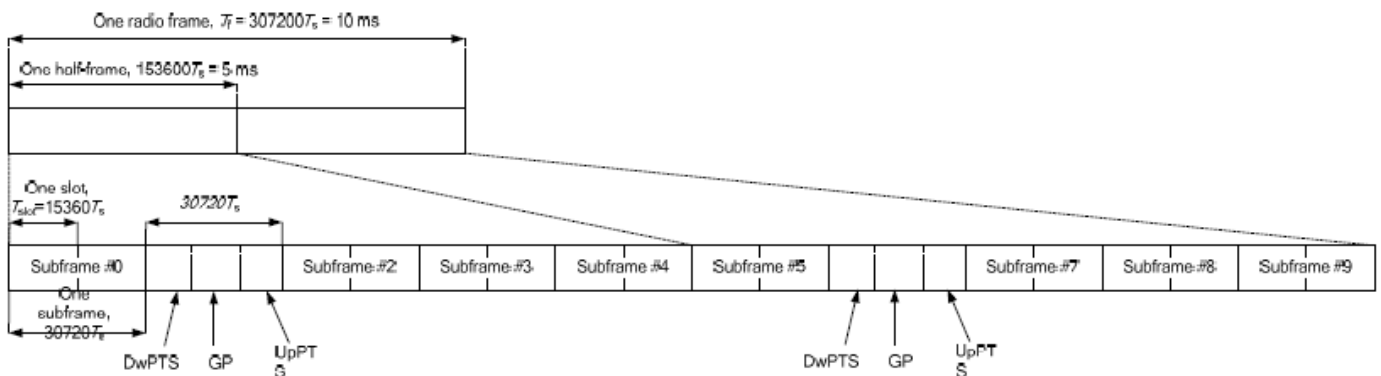 One radio frame, Tf = 307200Ts = 10 ms
One half-frame, 153600Ts = 5 ms
One slot,
Tslot=15360Ts
30720Ts
Subframe #0
Subframe #2
Subframe #3
Subframe #4
Subframe #5
Subframe #7
Subframe #8
Subframe #9
One
subframe,
30720Ts
DwPTS
GP
UpPT
S
DwPTS
GP
UpPT
S